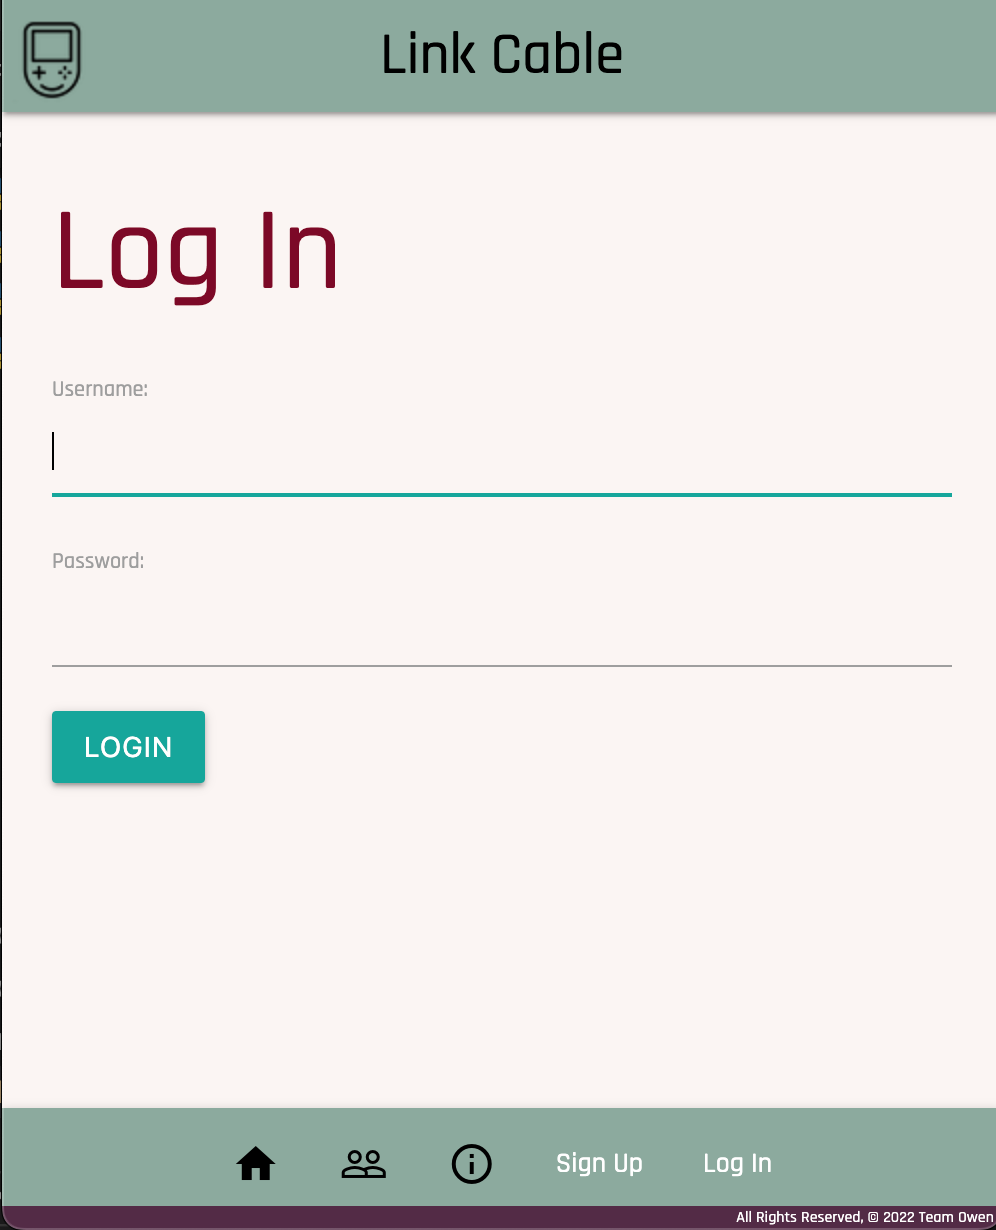 Link Cable
Log In
Username:
Password:
LOGIN
Sign Up Log In
All Rights Reserved, © 2022 Team Owen